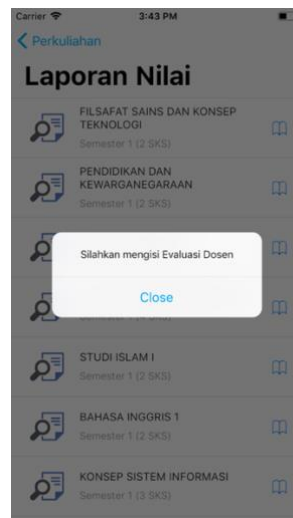 Carrier 3:43 PM
Perkuliahan
Laporan Nilai
FILSAFAT SAINS DAN KONSEP
TEKNOLOGI
Semester 1 (2 SKS)
PENDIDIKAN DAN
KEWARGANEGARAAN
Semester 1 (2 SKS)
Silahkan mengisi Evaluasi Dosen
Close
STUDI ISLAM I
Semester 1 (2 SKS)
BAHASA INGGRIS 1
Semester 1 (2 SKS)
KONSEP SISTEM INFORMASI
Semester 1 (3 SKS)